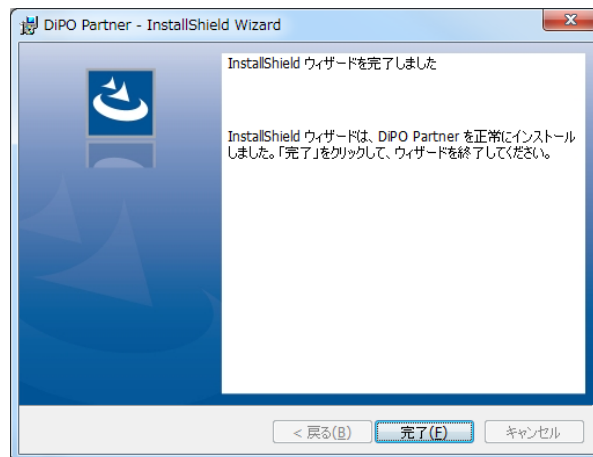 DiPO Partner - InstallShield Wizard
InstallShield ウィザードを完了しました
InstallShield ウィザードは、DiPO Partner を正常にインストール
しました。「完了」をクリックして、ウィザードを終了してください。
< 戻る(B) 完了(F) キャンセル